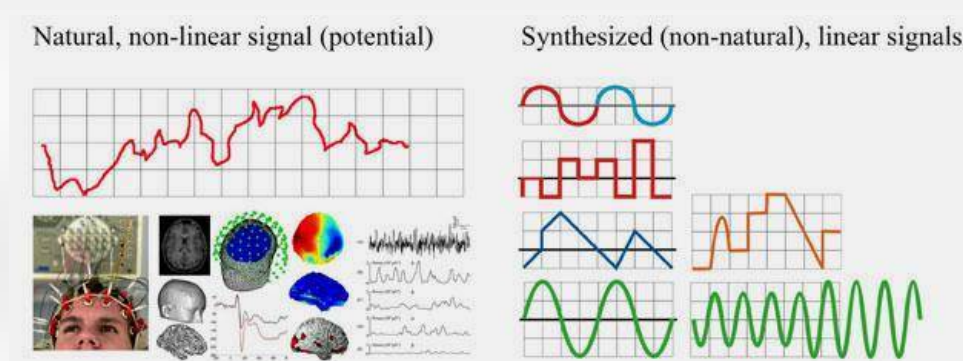 Natural, non-linear signal (potential)
Synthesized (non-natural), linear signals